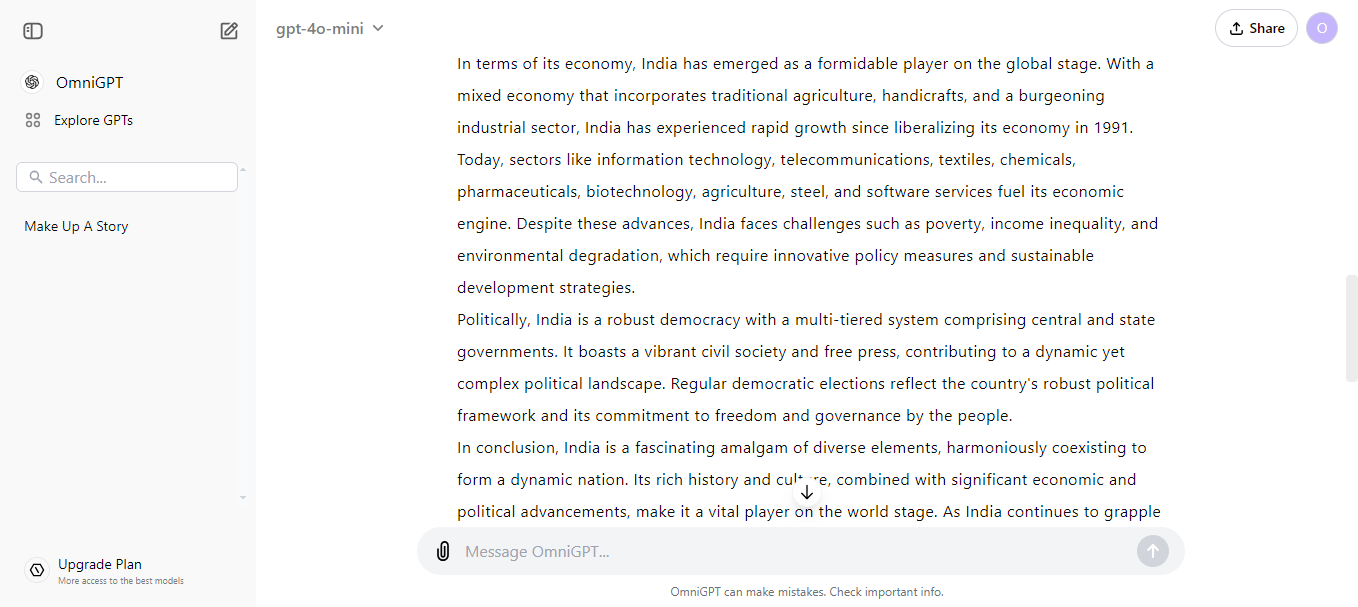 gpt-4o-mini
Share
O
OmniGPT
Explore GPTs
Search...
Make Up A Story
Upgrade Plan
More access to the best models
In terms of its economy, India has emerged as a formidable player on the global stage. With a
mixed economy that incorporates traditional agriculture, handicrafts, and a burgeoning
industrial sector, India has experienced rapid growth since liberalizing its economy in 1991.
Today, sectors like information technology, telecommunications, textiles, chemicals,
pharmaceuticals, biotechnology, agriculture, steel, and software services fuel its economic
engine. Despite these advances, India faces challenges such as poverty, income inequality, and
environmental degradation, which require innovative policy measures and sustainable
development strategies.
Politically, India is a robust democracy with a multi-tiered system comprising central and state
governments. It boasts a vibrant civil society and free press, contributing to a dynamic yet
complex political landscape. Regular democratic elections reflect the country's robust political
framework and its commitment to freedom and governance by the people.
In conclusion, India is a fascinating amalgam of diverse elements, harmoniously coexisting to
form a dynamic nation. Its rich history and culture, combined with significant economic and
political advancements, make it a vital player on the world stage. As India continues to grapple
Message OmniGPT...
OmniGPT can make mistakes. Check important info.